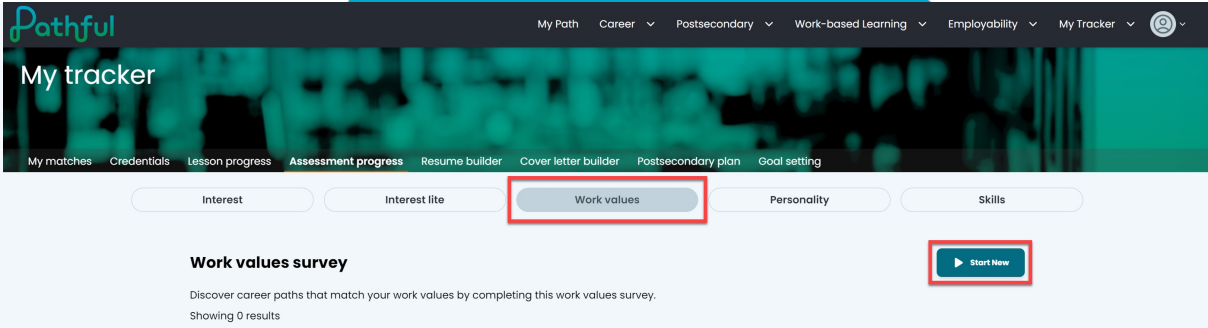 Pathful
My Path Career Postsecondary Work-based Learning Employability My Tracker
My tracker
My matches Credentials Lesson progress Assessment progress Resume builder Cover letter builder Postsecondary plan Goal setting
Interest Interest lite Work values Personality Skills
Work values survey
Start New
Discover career paths that match your work values by completing this work values survey.
Showing 0 results